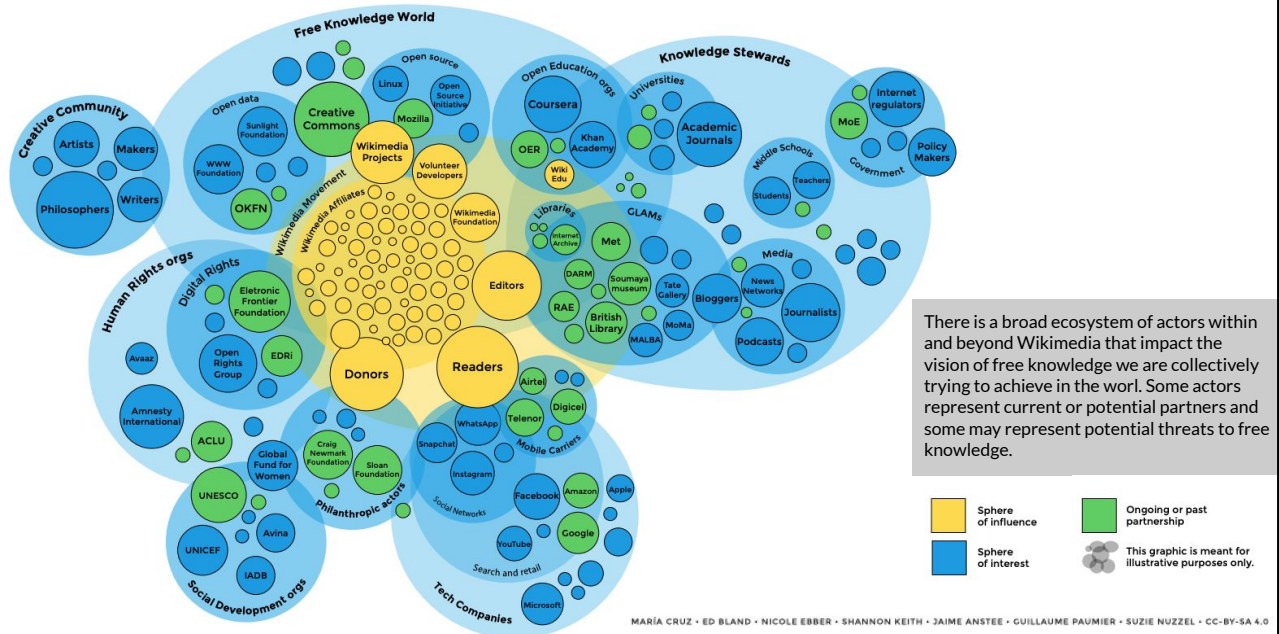 Free Knowledge World
Open source
Linux
Open
Source
Initiative
Mozilla
Creative
Commons
Open data
Sunlight
Foundation
WWW
Foundation
OKFN
Creative Community
Artists
Makers
Philosophers
Writers
Wikimedia Movement
Wikimedia Affiliates
Wikimedia
Projects
Volunteer
Developers
Wikimedia
Foundation
Editors
Readers
Donors
Open Education orgs
Coursera
Khan
Academy
OER
Wiki
Edu
Knowledge Stewards
Universities
Academic
Journals
Middle Schools
Teachers
Students
Internet
regulators
MoE
Policy
Makers
Government
Libraries
Internet
Archive
GLAMs
Met
DARM
Soumaya
museum
Tate
Gallery
RAE
British
Library
MALBA
MoMa
Bloggers
Media
News
Networks
Journalists
Podcasts
Human Rights orgs
Digital Rights
Eletronic
Frontier
Foundation
Open
Rights
Group
EDRi
Avaaz
Amnesty
International
ACLU
Global
Fund for
Women
UNESCO
UNICEF
Avina
IADB
Social Development orgs
Craig
Newmark
Foundation
Sloan
Foundation
Philanthropic actors
Airtel
Telenor
Digicel
Mobile Carriers
WhatsApp
Snapchat
Instagram
Social Networks
Facebook
Amazon
Apple
Google
YouTube
Search and retail
Microsoft
Tech Companies
There is a broad ecosystem of actors within
and beyond Wikimedia that impact the
vision of free knowledge we are collectively
trying to achieve in the worl. Some actors
represent current or potential partners and
some may represent potential threats to free
knowledge.
Sphere
of influence
Ongoing or past
partnership
Sphere
of interest
This graphic is meant for
illustrative purposes only.
MARÍA CRUZ • ED BLAND • NICOLE EBBER • SHANNON KEITH • JAIME ANSTEE • GUILLAUME PAUMIER • SUZIE NUZZEL • CC-BY-SA 4.0